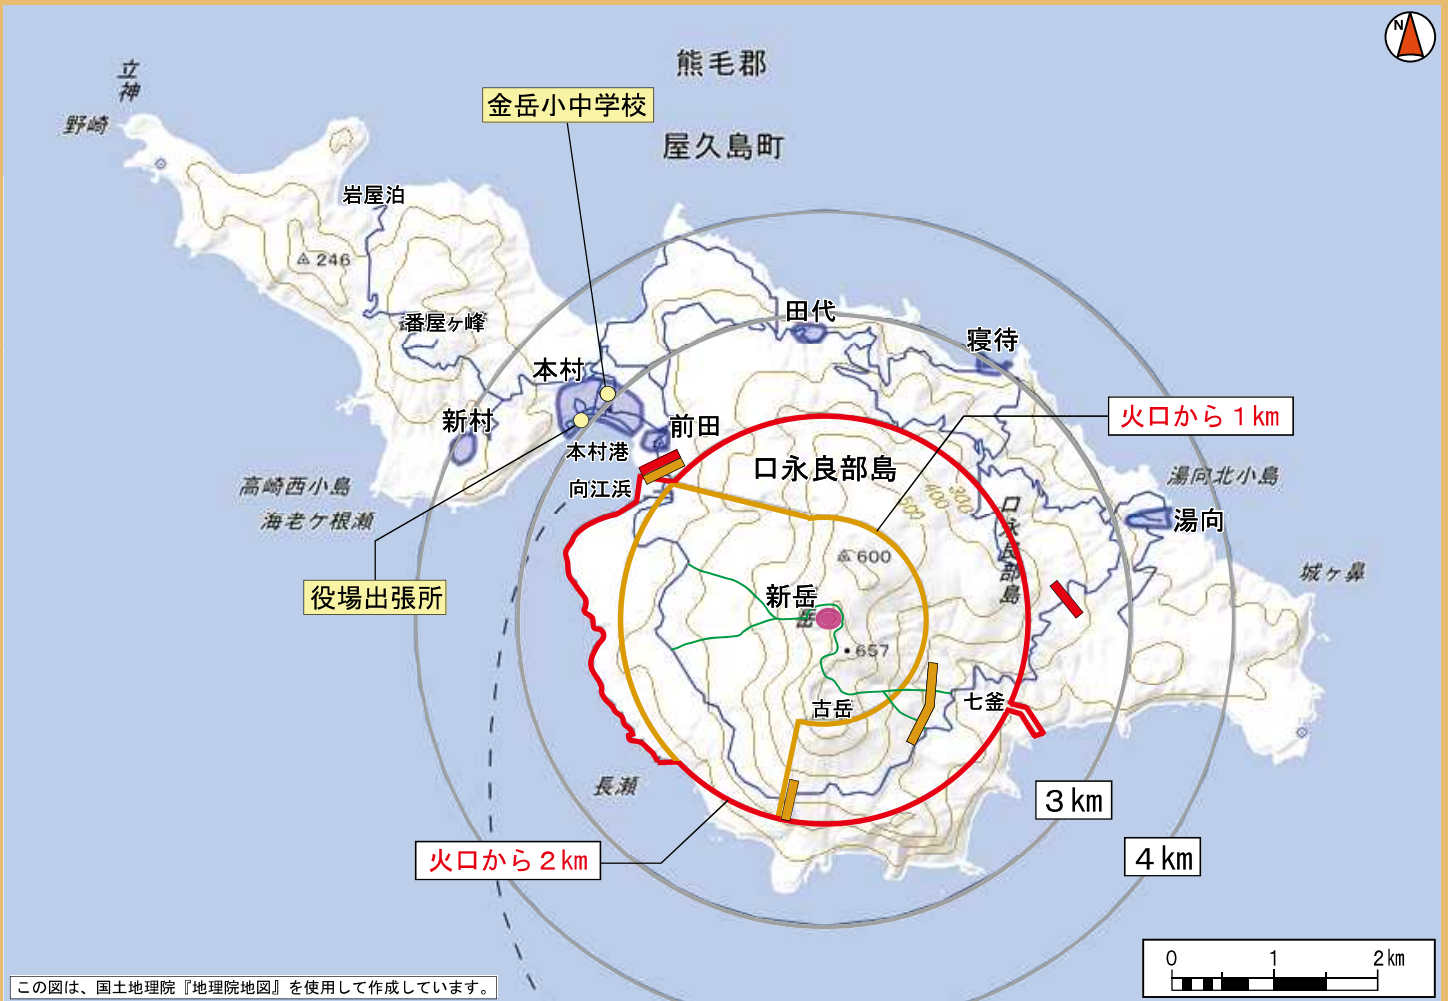 N
熊毛郡
屋久島町
立神
野崎
金岳小中学校
岩屋泊
246
番屋ヶ峰
田代
寝待
本村
新村
前田
火口から1km
本村港
口永良部島
高崎西小島
向江浜
湯向北小島
海老ケ根瀬
500
400
300
口永良部島
湯向
600
城ヶ鼻
役場出張所
新岳
岳
657
七釜
古岳
長瀬
3km
火口から2km
4km
0 1 2km
この図は、国土地理院『地理院地図』を使用して作成しています。